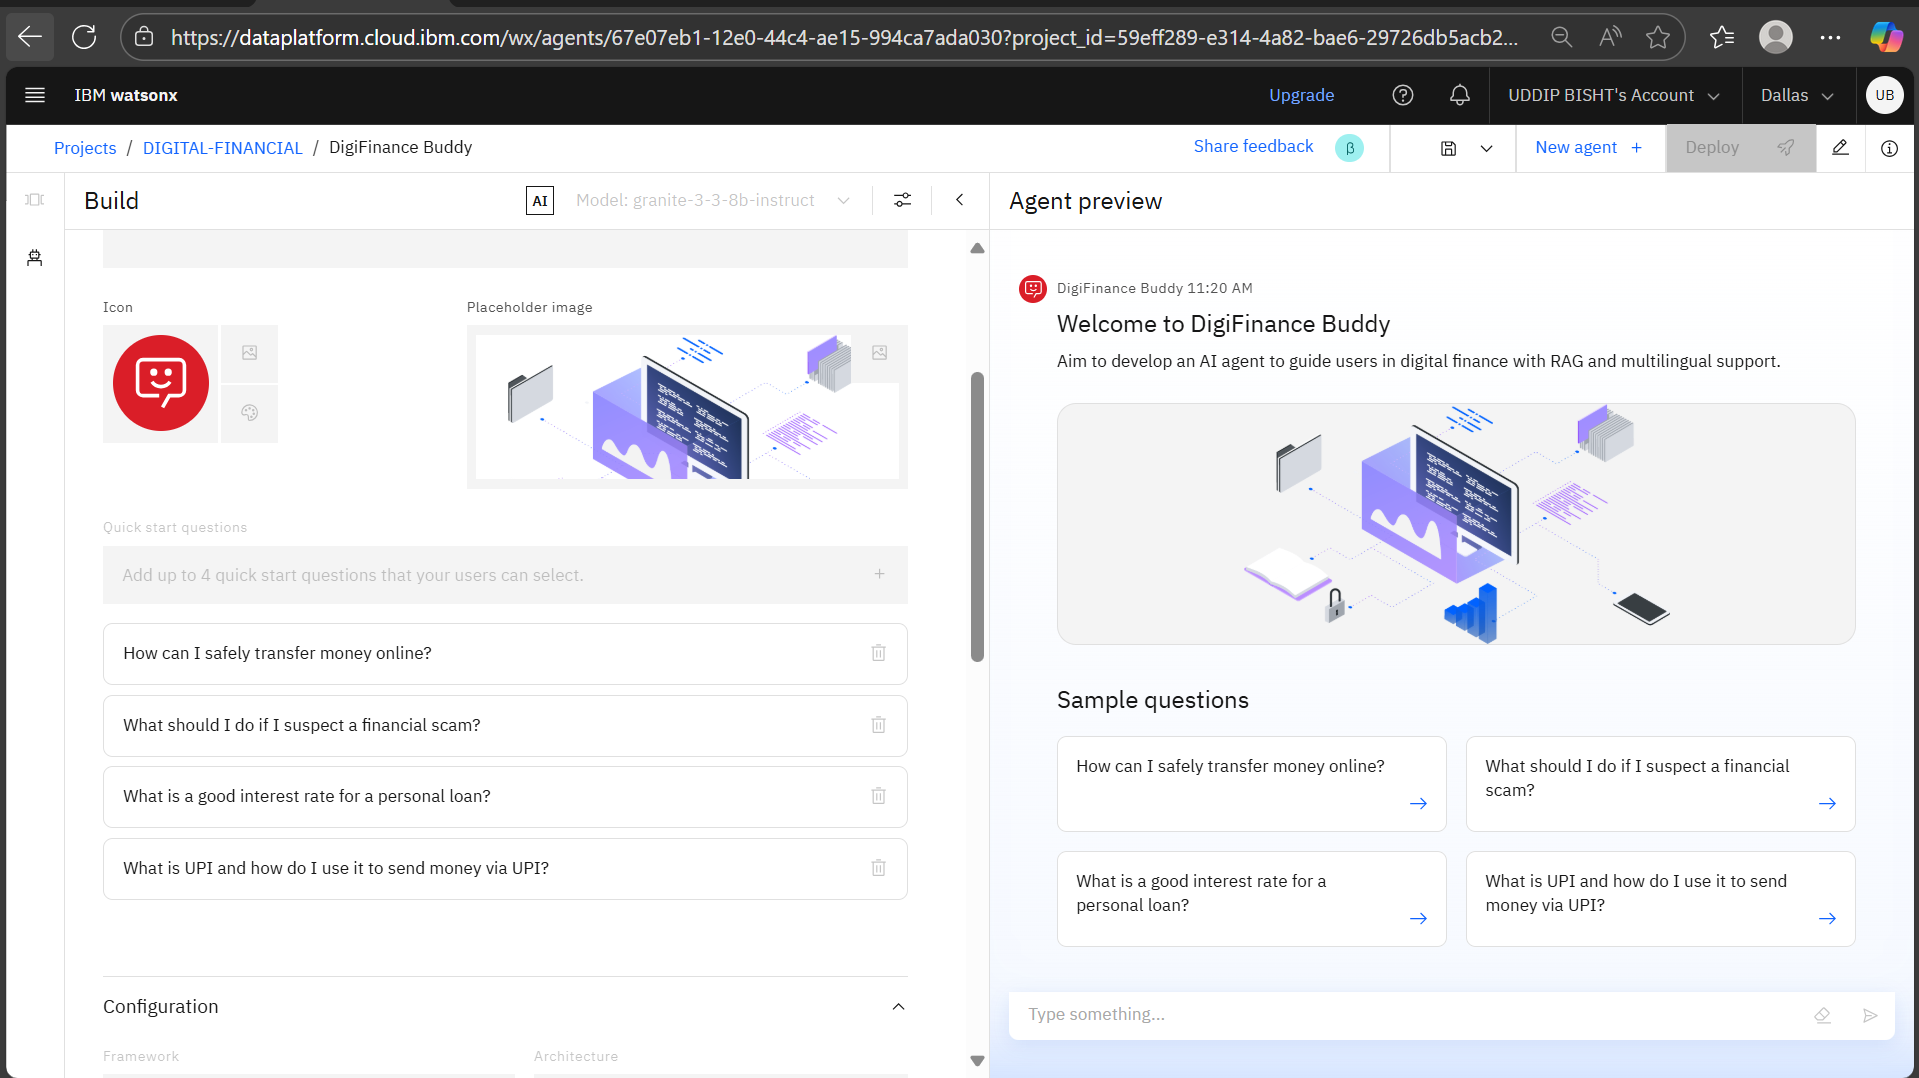 https://dataplatform.cloud.ibm.com/wx/agents/67e07eb1-12e0-44c4-ae15-994ca7ada030?project_id=59eff289-e314-4a82-bae6-29726db5acb2...
IBM watsonx
Upgrade
UDDIP BISHT's Account
Dallas
UB
Projects / DIGITAL-FINANCIAL / DigiFinance Buddy
Share feedback
β
New agent +
Deploy
Build
AI
Model: granite-3-3-8b-instruct
Icon
Placeholder image
Quick start questions
Add up to 4 quick start questions that your users can select.
How can I safely transfer money online?
What should I do if I suspect a financial scam?
What is a good interest rate for a personal loan?
What is UPI and how do I use it to send money via UPI?
Configuration
Framework
Architecture
Agent preview
DigiFinance Buddy 11:20 AM
Welcome to DigiFinance Buddy
Aim to develop an AI agent to guide users in digital finance with RAG and multilingual support.
Sample questions
How can I safely transfer money online?
What should I do if I suspect a financial
scam?
What is a good interest rate for a
personal loan?
What is UPI and how do I use it to send
money via UPI?
Type something...